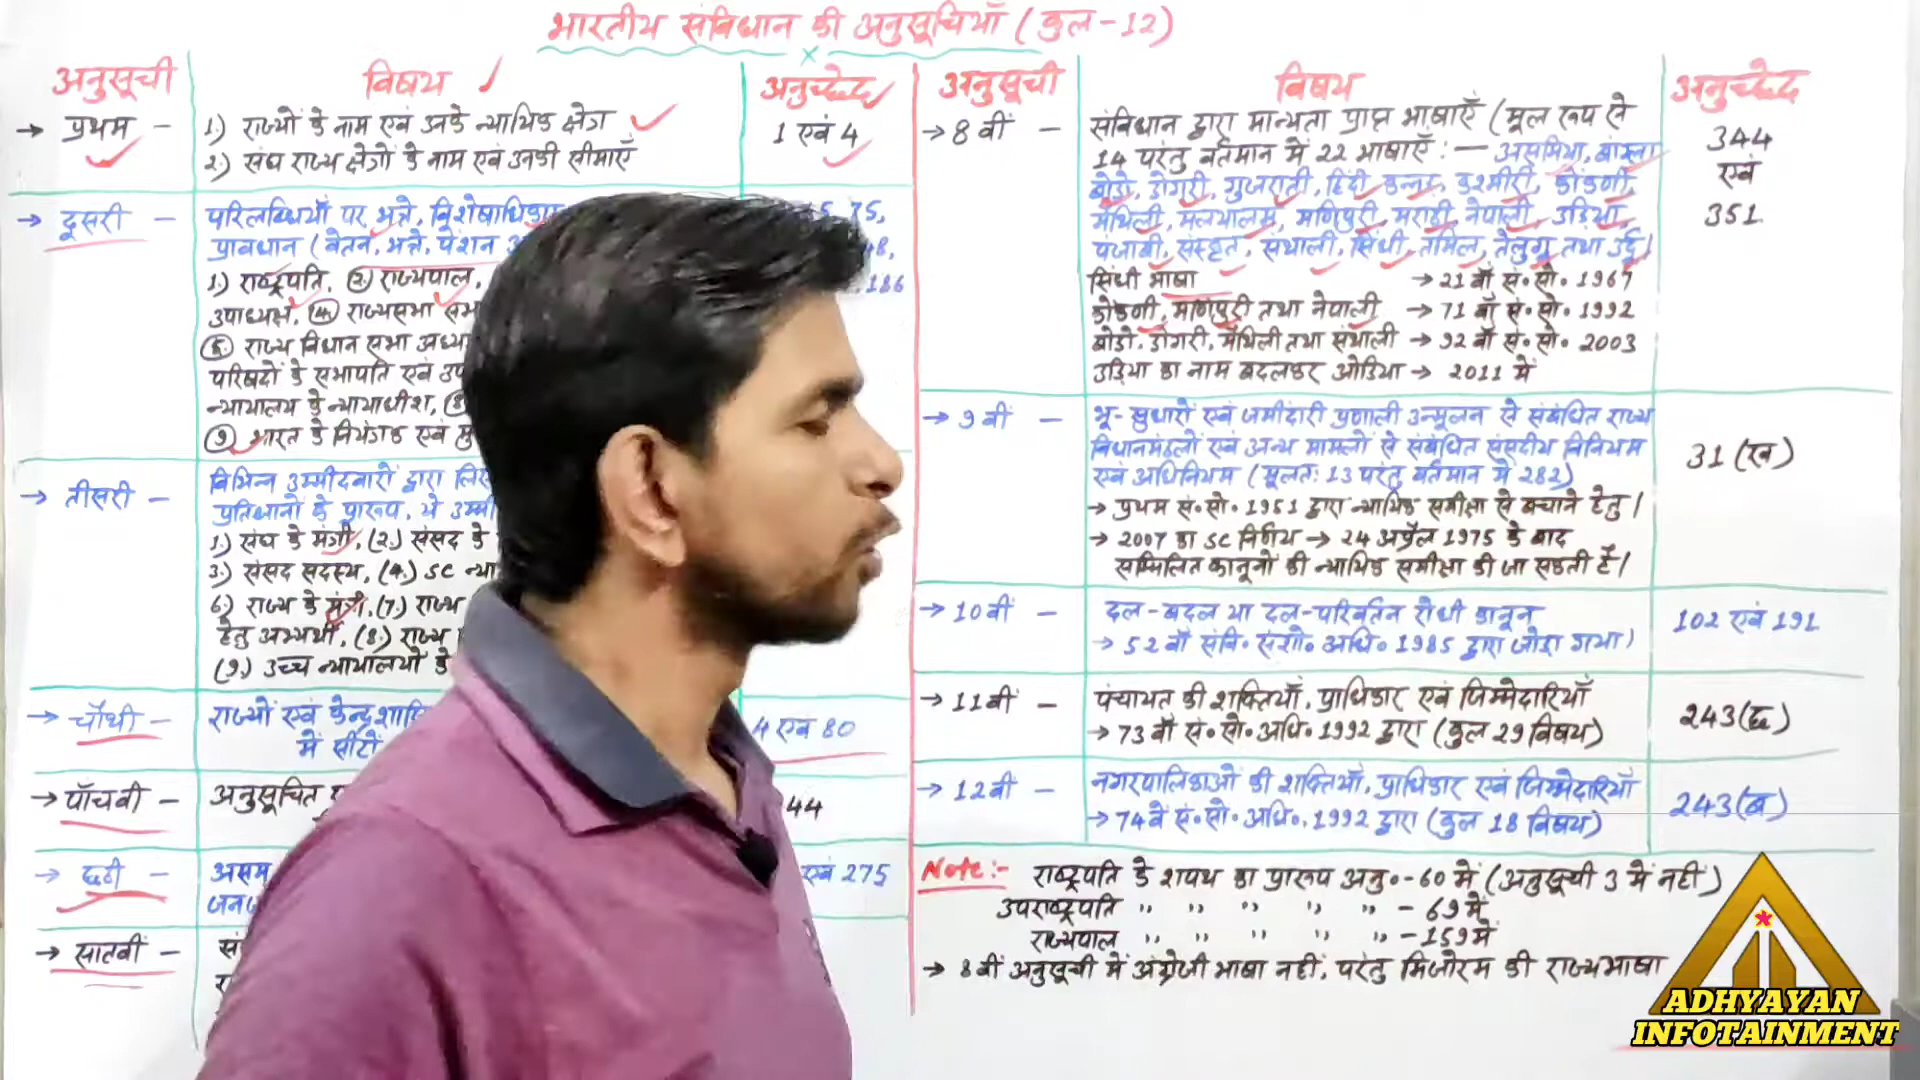 भारतीय संविधान की अनुसूचियाँ (कुल-12)
अनुसूची विषय अनुच्छेद
→ प्रथम - 1.) राज्यों के नाम एवं उनके न्यायिक क्षेत्र
2.) संघ राज्य क्षेत्रों के नाम एवं उनकी सीमाएँ
1 एवं 4
→ दूसरी - परिलब्धियों पर भत्ते, विशेषाधिकार
75,
प्रावधान (वेतन, भत्ते, पेंशन
1.) राष्ट्रपति, (2.) राज्यपाल,
186
उपाध्यक्ष, (4.) राज्यसभा सभ
राज्य विधान सभा अध्य
परिषदों के सभापति एवं उप
न्यायालय के न्यायाधीश,
(9) भारत के नियंत्रक एवं
→ तीसरी - विभिन्न उम्मीदवारों द्वारा
प्रतिज्ञानों के प्रारूप, ये उम्मी
1.) संघ के मंत्री, (2.) संसद के
3.) संसद सदस्य, (4.) SC न्या
6.) राज्य के मंत्री, (7.) राज्य
हेतु अभ्यर्थी, (8.) राज्य
(9.) उच्च न्यायालयों के
→ चौथी - राज्यों एवं केन्द्रशासि
में सीटों
4 एवं 80
→ पाँचवी - अनुसूचित
44
→ छठी - असम
जनज
एवं 275
→ सातवीं - सं
रा
अनुसूची विषय अनुच्छेद
→ 8 वीं - संविधान द्वारा मान्यता प्राप्त भाषाएँ (मूल रूप से
14 परंतु वर्तमान में 22 भाषाएँ :- असमिया, बांग्ला
बोडो, डोगरी, गुजराती, हिंदी, कन्नड़, कश्मीरी, कोंकणी,
मैथिली, मलयालम, मणिपुरी, मराठी, नेपाली, उड़िया,
पंजाबी, संस्कृत, संथाली, सिंधी, तमिल, तेलुगू तथा उर्दू।
344
एवं
351
सिंधी भाषा → 21 वाँ सं॰सो॰ 1967
कोंकणी, मणिपुरी तथा नेपाली → 71 वाँ सं॰सो॰ 1992
बोडो, डोगरी, मैथिली तथा संथाली → 92 वाँ सं॰सो॰ 2003
उड़िया का नाम बदलकर ओडिया → 2011 में
→ 9 वीं - भू-सुधारों एवं जमींदारी प्रणाली उन्मूलन से संबंधित राज्य
विधानमंडलों एवं अन्य मामलों से संबंधित संसदीय विनियम
एवं अधिनियम (मूलतः 13 परंतु वर्तमान में 282)
31 (ख)
→ प्रथम सं॰सो॰ 1951 द्वारा न्यायिक समीक्षा से बचाने हेतु।
→ 2007 का SC निर्णय → 24 अप्रैल 1975 के बाद
सम्मिलित कानूनों की न्यायिक समीक्षा की जा सकती है।
→ 10 वीं - दल-बदल या दल-परिवर्तन रोधी कानून
→ 52 वाँ संवि॰ संशो॰ अधि॰ 1985 द्वारा जोड़ा गया)
102 एवं 191
→ 11 वीं - पंचायत की शक्तियाँ, प्राधिकार एवं जिम्मेदारियाँ
→ 73 वाँ सं॰सो॰अधि॰ 1992 द्वारा (कुल 29 विषय)
243(छ)
→ 12 वीं - नगरपालिकाओं की शक्तियाँ, प्राधिकार एवं जिम्मेदारियाँ
→ 74 वें सं॰सो॰ अधि॰, 1992 द्वारा (कुल 18 विषय)
243(ब)
Note:- राष्ट्रपति के शपथ का प्रारूप अनु॰-60 में (अनुसूची 3 में नहीं)
उपराष्ट्रपति ,, ,, ,, ,, ,, - 69 में
राज्यपाल ,, ,, ,, ,, ,, - 159 में
→ 8 वीं अनुसूची में अंग्रेजी भाषा नहीं, परंतु मिजोरम की राज्यभाषा
ADHYAYAN
INFOTAINMENT